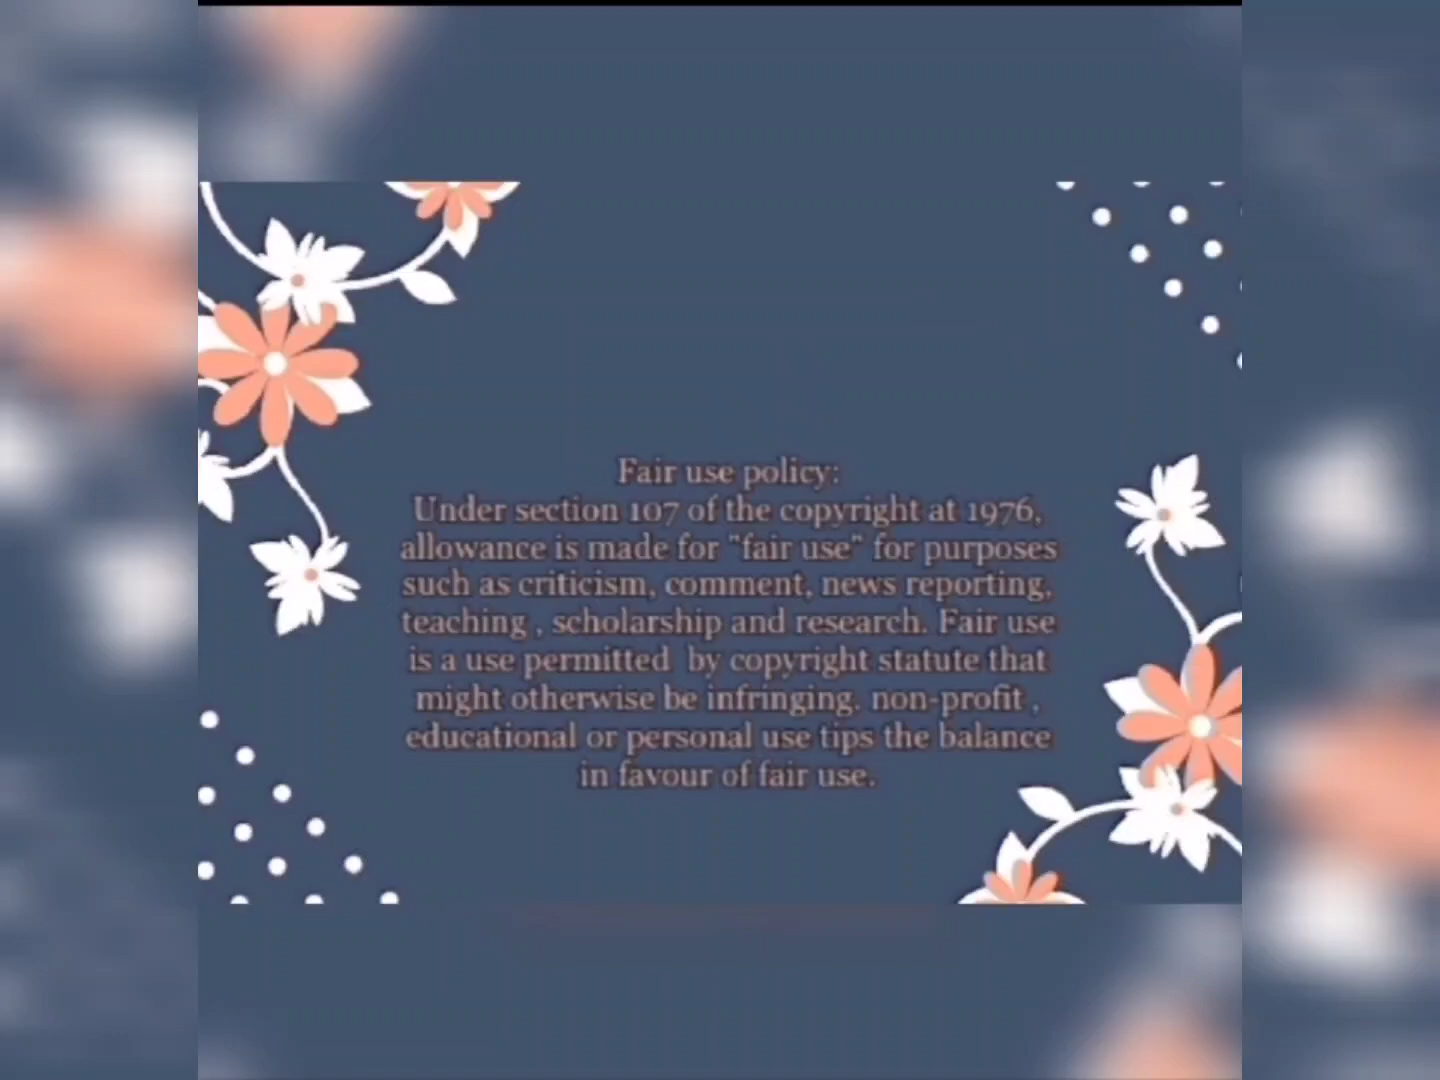 Fair use policy:
Under section 107 of the copyright at 1976,
allowance is made for "fair use" for purposes
such as criticism, comment, news reporting,
teaching , scholarship and research. Fair use
is a use permitted  by copyright statute that
might otherwise be infringing. non-profit ,
educational or personal use tips the balance
in favour of fair use.